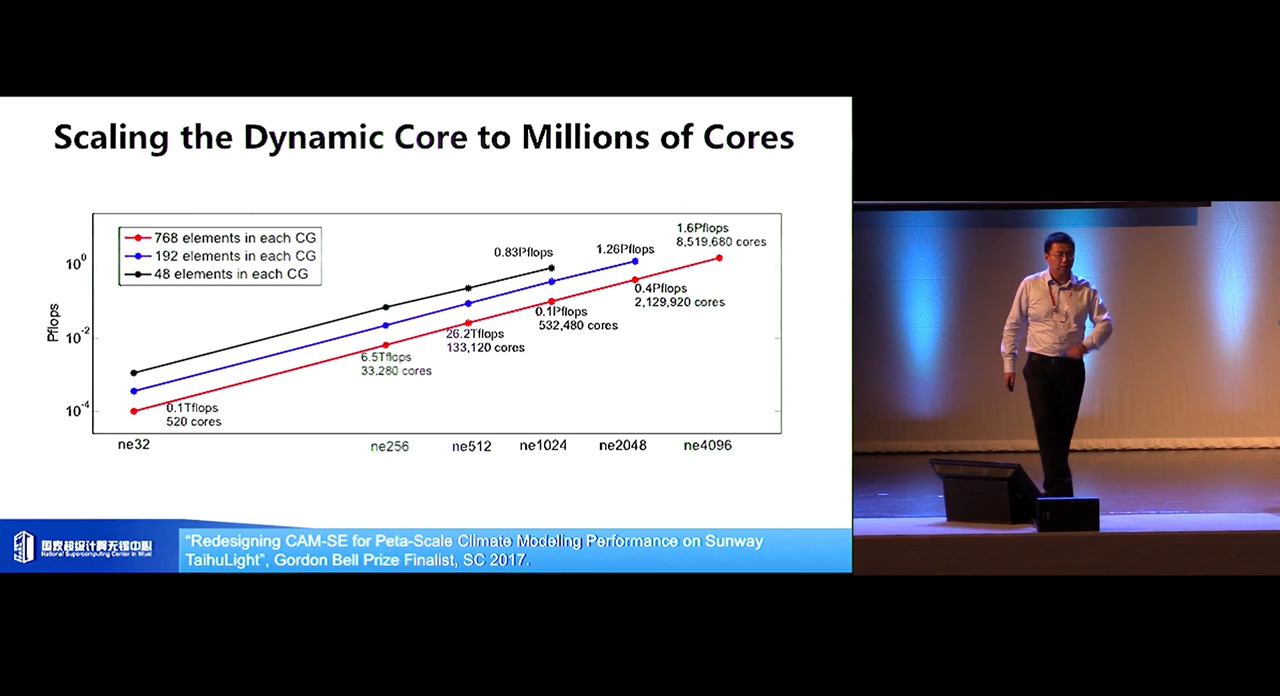 Scaling the Dynamic Core to Millions of Cores
768 elements in each CG
192 elements in each CG
48 elements in each CG
Pflops
10^0
10^-2
10^-4
0.1Tflops
520 cores
6.5Tflops
33,280 cores
26.2Tflops
133,120 cores
0.83Pflops
0.1Pflops
532,480 cores
1.26Pflops
0.4Pflops
2,129,920 cores
1.6Pflops
8,519,680 cores
ne32
ne256
ne512
ne1024
ne2048
ne4096
国家超级计算无锡中心
National Supercomputing Center in Wuxi
"Redesigning CAM-SE for Peta-Scale Climate Modeling Performance on Sunway
TaihuLight", Gordon Bell Prize Finalist, SC 2017.